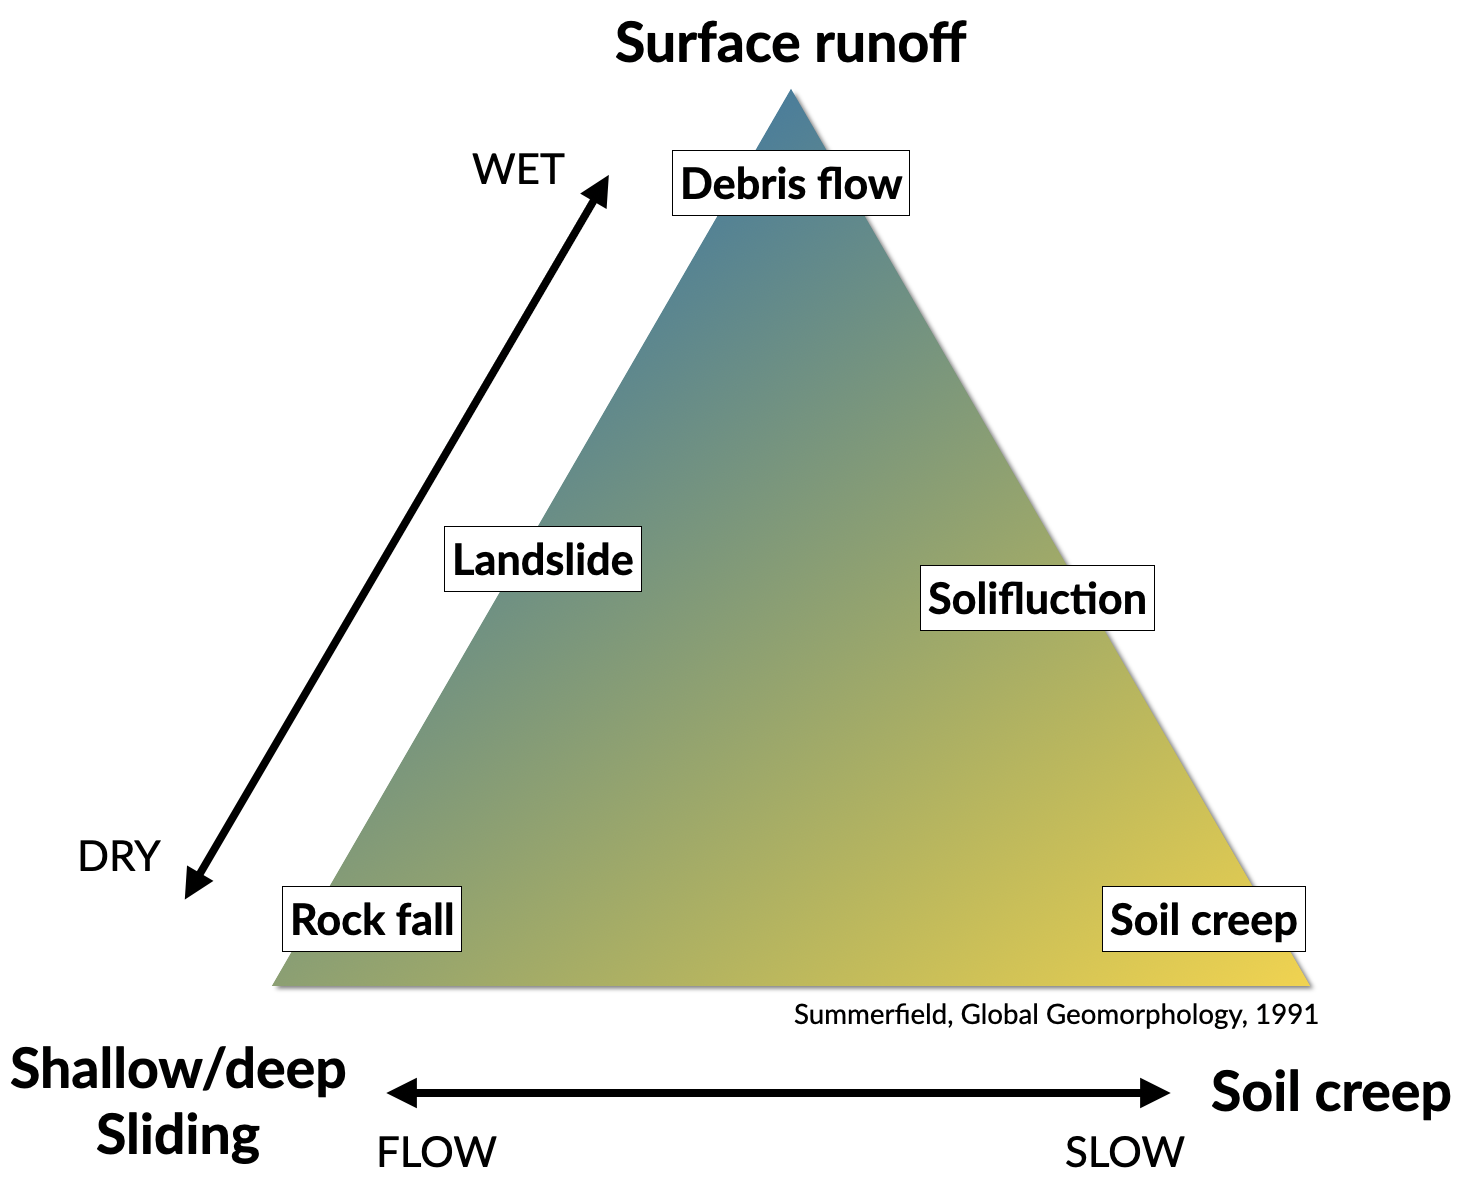 Surface runoff
WET
Debris flow
Landslide
Solifluction
DRY
Rock fall
Soil creep
Summerfield, Global Geomorphology, 1991
Shallow/deep
Sliding
Soil creep
FLOW
SLOW